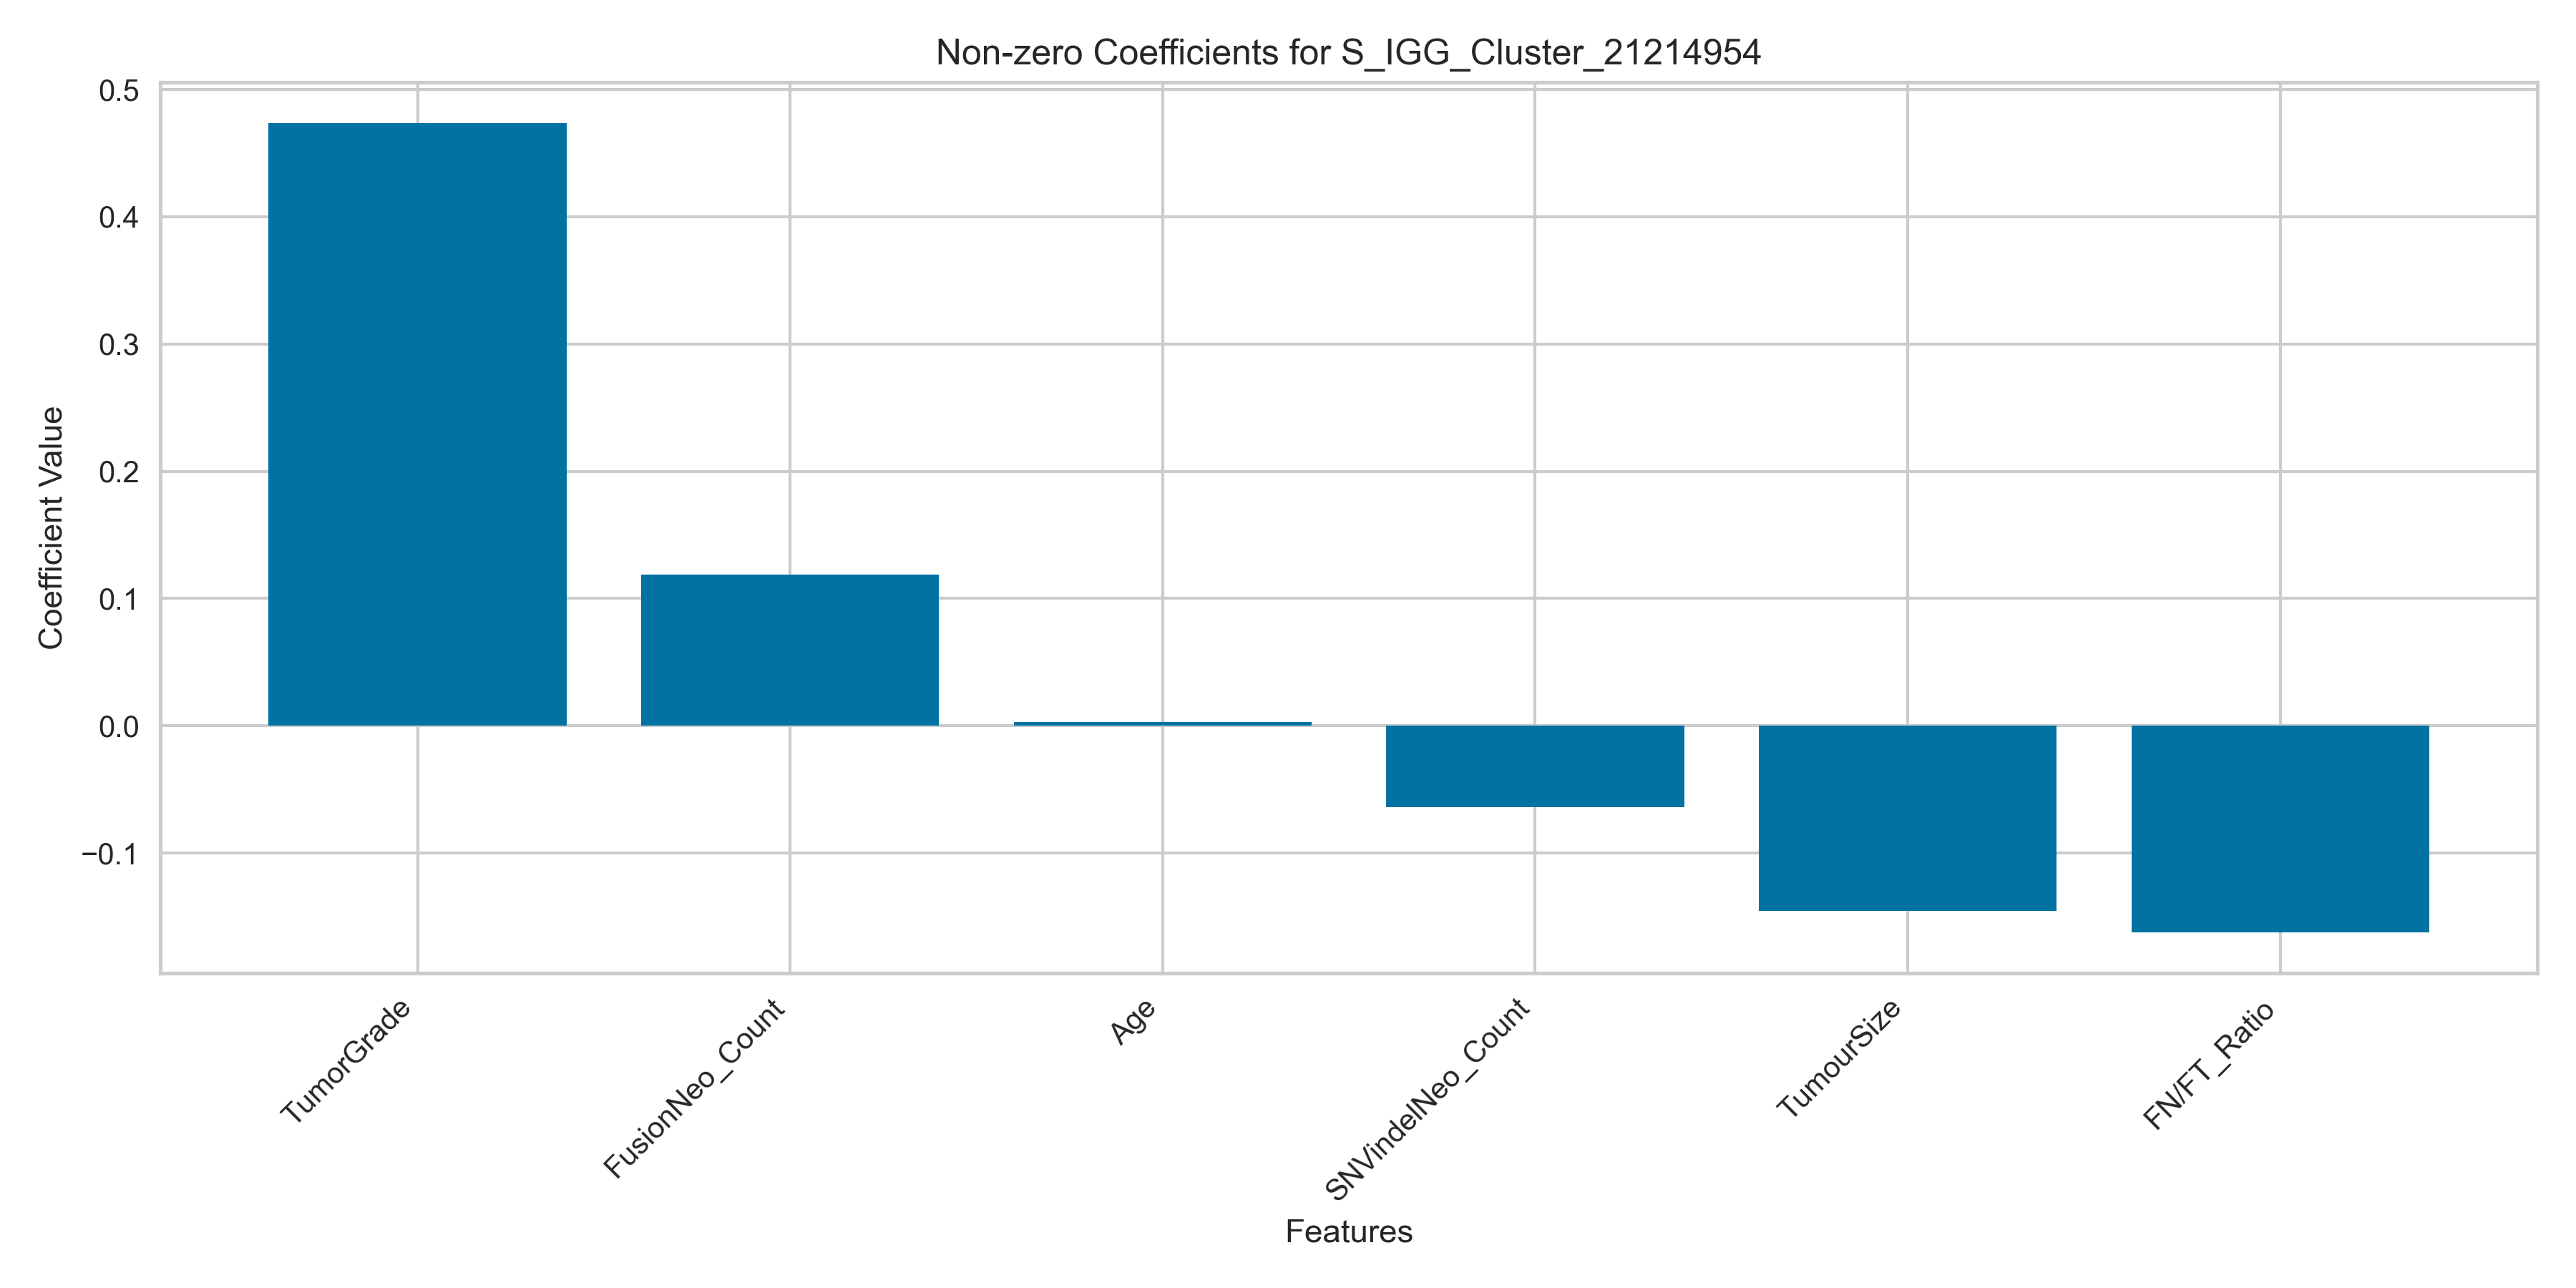 Non-zero Coefficients for S_IGG_Cluster_21214954
0.5
0.4
0.3
0.2
0.1
0.0
−0.1
Coefficient Value
TumorGrade
FusionNeo_Count
Age
SNVindelNeo_Count
TumourSize
FN/FT_Ratio
Features